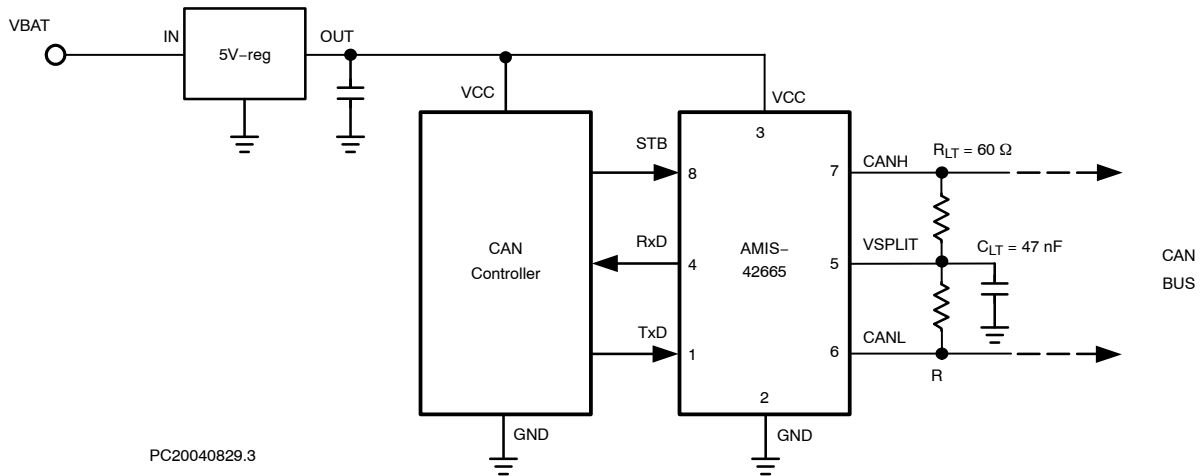 VBAT
IN
5V−reg
OUT
VCC
VCC
3
STB
8
7
CANH
R_LT = 60 Ω
CAN
Controller
RxD
4
AMIS−
42665
5
VSPLIT
C_LT = 47 nF
CAN
BUS
TxD
1
6
CANL
R
2
GND
GND
PC20040829.3